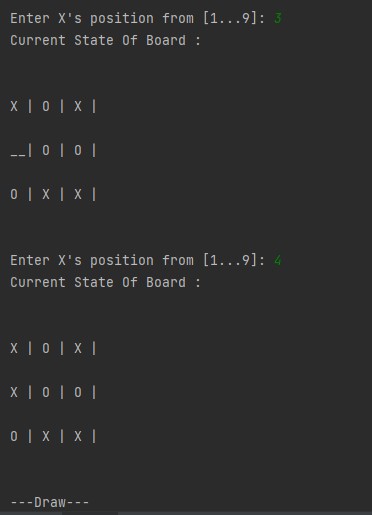 Enter X's position from [1...9]: 3
Current State Of Board :
X | O | X |
__| O | O |
O | X | X |
Enter X's position from [1...9]: 4
Current State Of Board :
X | O | X |
X | O | O |
O | X | X |
---Draw---